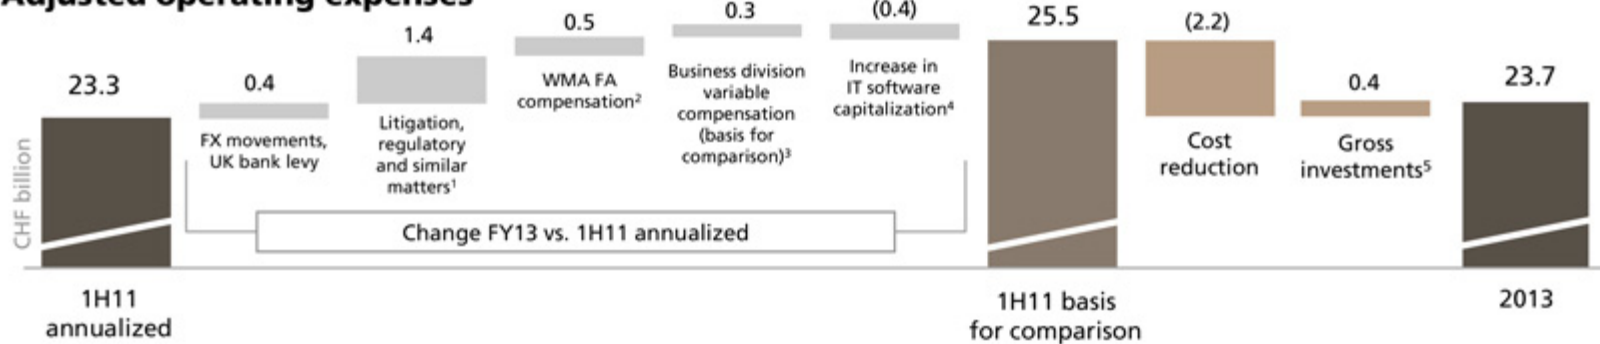 Adjusted operating expenses
CHF billion
23.3
1H11
annualized
0.4
FX movements,
UK bank levy
1.4
Litigation,
regulatory
and similar
matters¹
0.5
WMA FA
compensation²
0.3
Business division
variable
compensation
(basis for
comparison)³
(0.4)
Increase in
IT software
capitalization⁴
Change FY13 vs. 1H11 annualized
25.5
1H11 basis
for comparison
(2.2)
Cost
reduction
0.4
Gross
investments⁵
23.7
2013